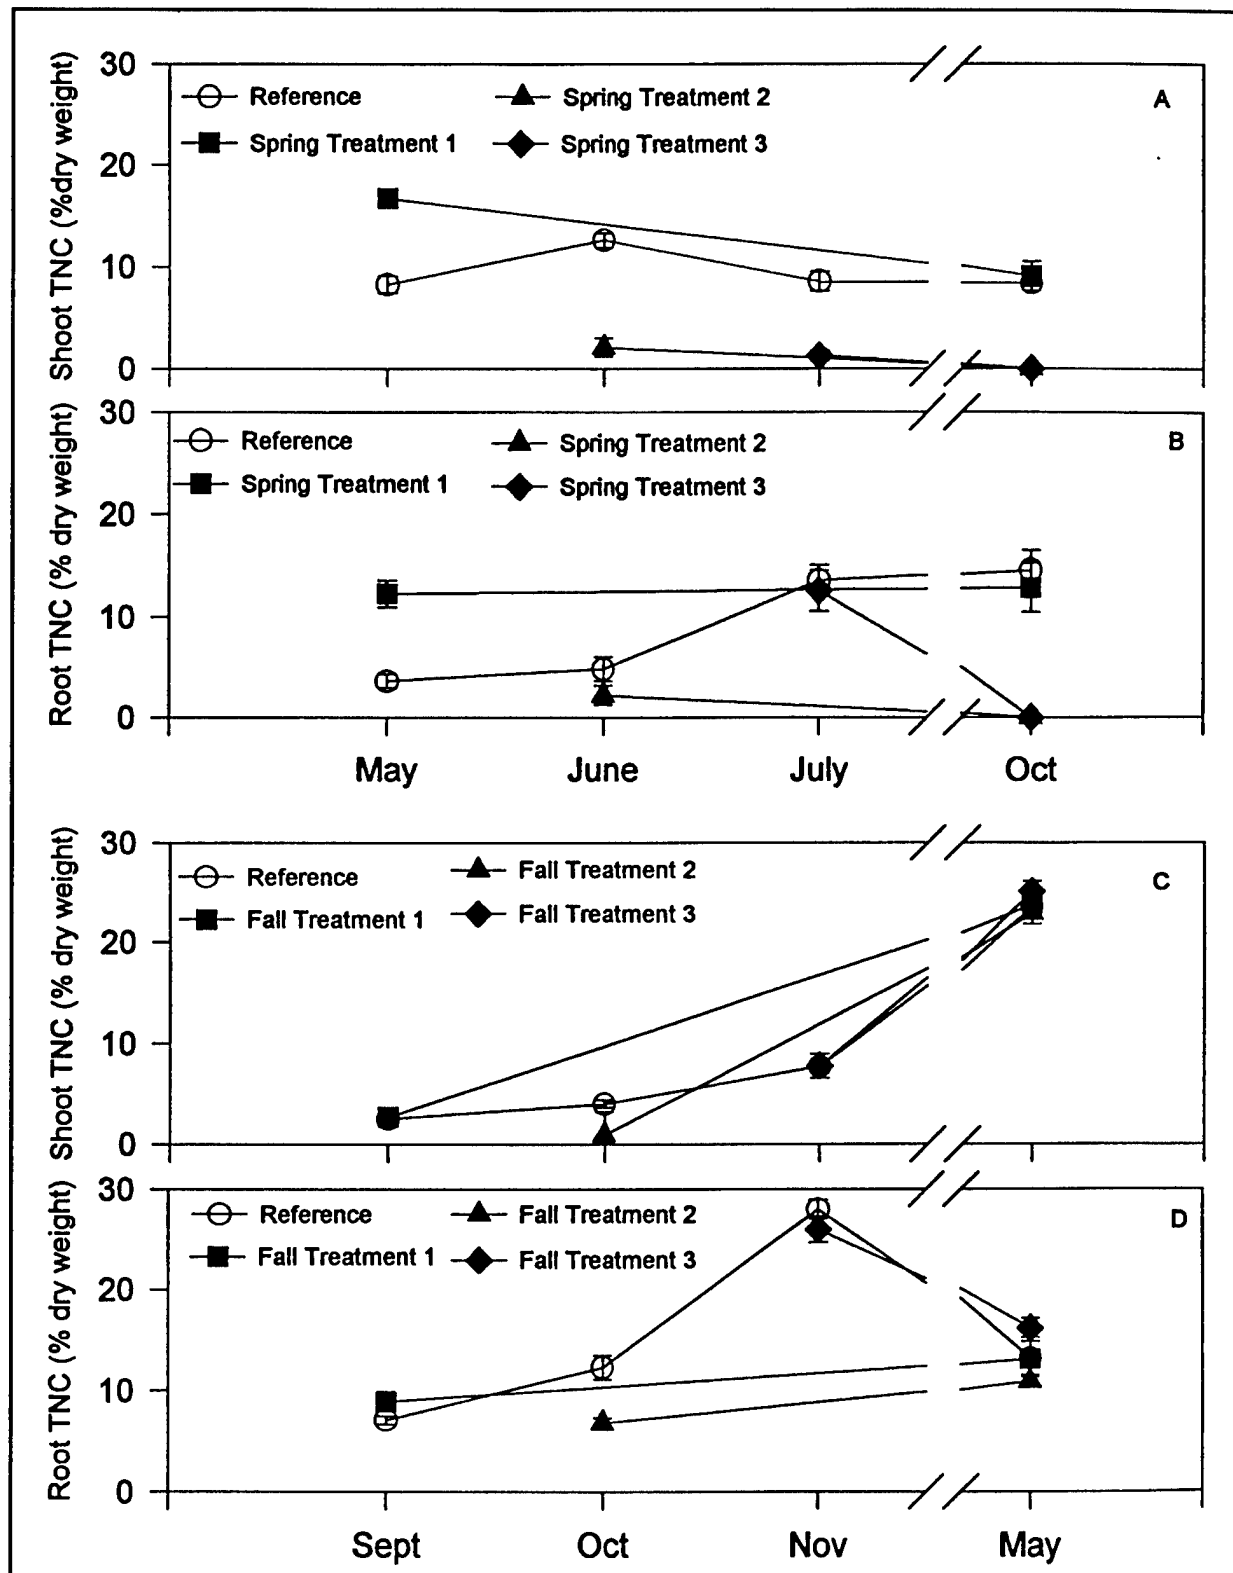 Shoot TNC (%dry weight)
30
20
10
0
Reference
Spring Treatment 1
Spring Treatment 2
Spring Treatment 3
A
Root TNC (% dry weight)
30
20
10
0
Reference
Spring Treatment 1
Spring Treatment 2
Spring Treatment 3
B
May June July Oct
Shoot TNC (% dry weight)
30
20
10
0
Reference
Fall Treatment 1
Fall Treatment 2
Fall Treatment 3
C
Root TNC (% dry weight)
30
20
10
0
Reference
Fall Treatment 1
Fall Treatment 2
Fall Treatment 3
D
Sept Oct Nov May